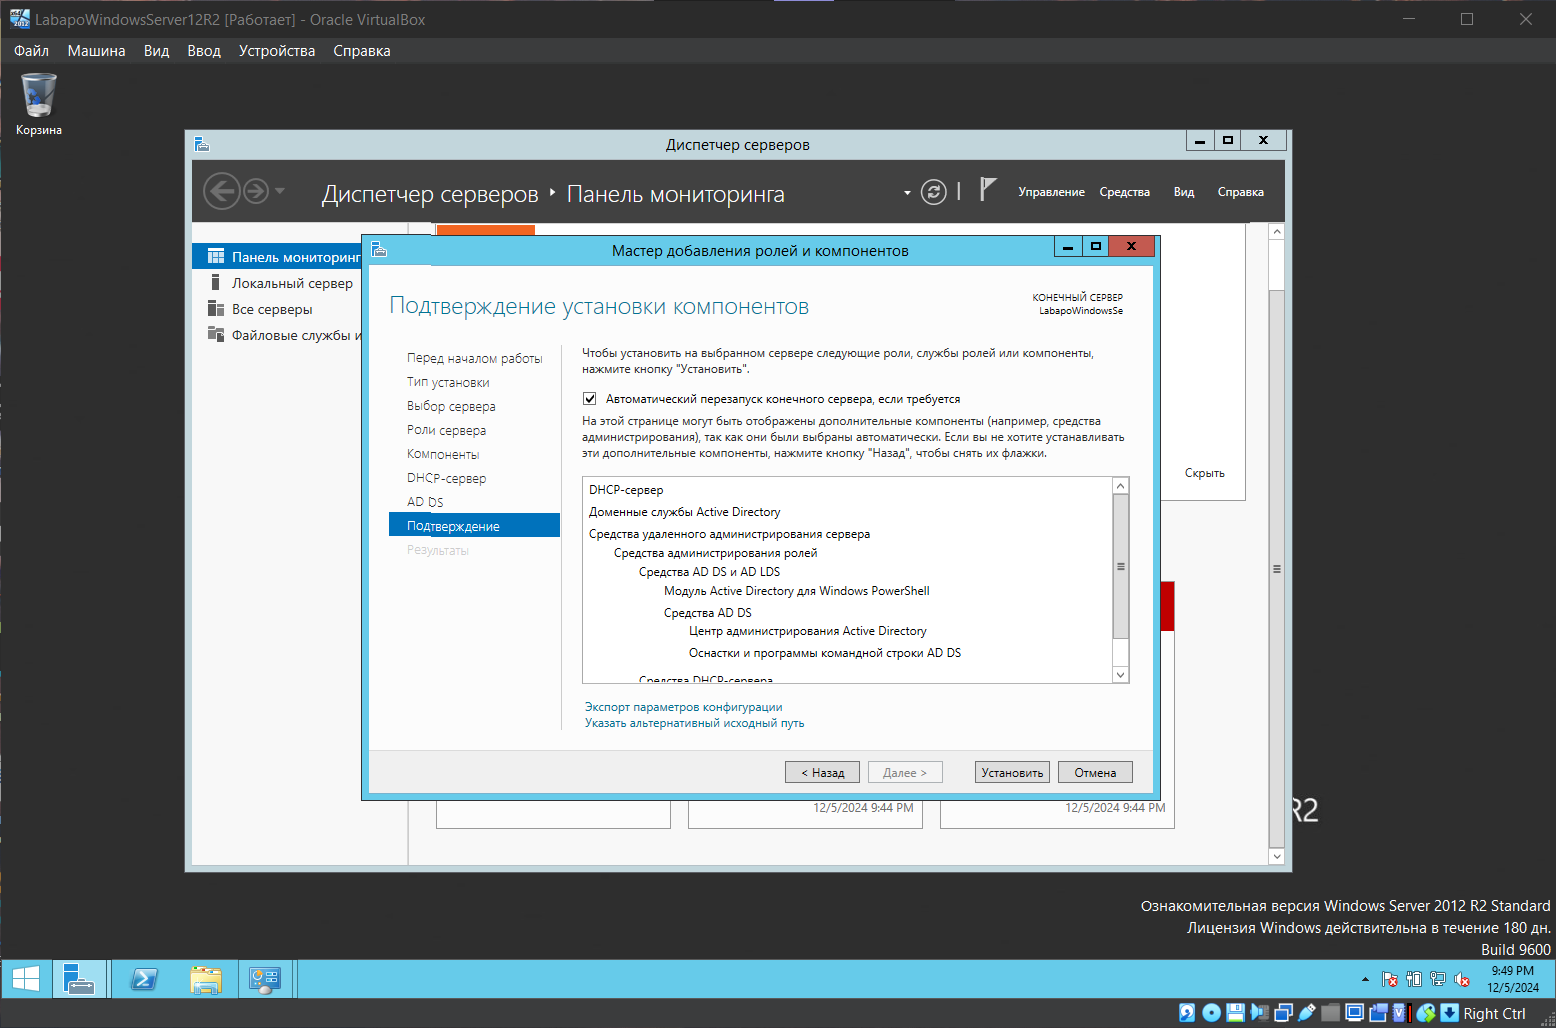 LabapoWindowsServer12R2 [Работает] - Oracle VirtualBox
Файл Машина Вид Ввод Устройства Справка
Корзина
Диспетчер серверов
Диспетчер серверов Панель мониторинга
Управление Средства Вид Справка
Панель мониторинг
Локальный сервер
Все серверы
Файловые службы и
Мастер добавления ролей и компонентов
Подтверждение установки компонентов
КОНЕЧНЫЙ СЕРВЕР
LabapoWindowsSe
Перед началом работы
Тип установки
Выбор сервера
Роли сервера
Компоненты
DHCP-сервер
AD DS
Подтверждение
Результаты
Чтобы установить на выбранном сервере следующие роли, службы ролей или компоненты,
нажмите кнопку "Установить".
Автоматический перезапуск конечного сервера, если требуется
На этой странице могут быть отображены дополнительные компоненты (например, средства
администрирования), так как они были выбраны автоматически. Если вы не хотите устанавливать
эти дополнительные компоненты, нажмите кнопку "Назад", чтобы снять их флажки.
DHCP-сервер
Доменные службы Active Directory
Средства удаленного администрирования сервера
Средства администрирования ролей
Средства AD DS и AD LDS
Модуль Active Directory для Windows PowerShell
Средства AD DS
Центр администрирования Active Directory
Оснастки и программы командной строки AD DS
Средства DHCP-сервера
Экспорт параметров конфигурации
Указать альтернативный исходный путь
< Назад Далее > Установить Отмена
Скрыть
12/5/2024 9:44 PM 12/5/2024 9:44 PM
R2
Ознакомительная версия Windows Server 2012 R2 Standard
Лицензия Windows действительна в течение 180 дн.
Build 9600
9:49 PM
12/5/2024
Right Ctrl